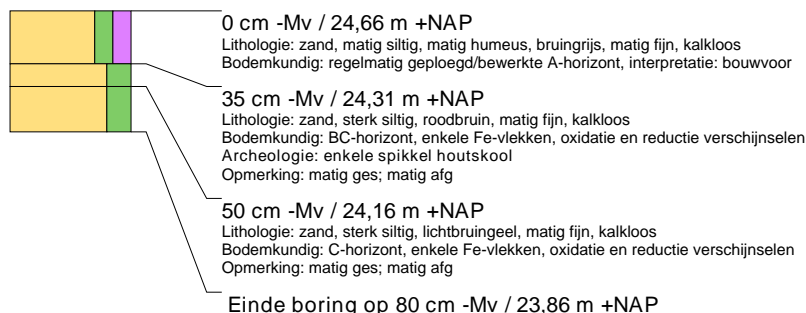 0 cm -Mv / 24,66 m +NAP
Lithologie: zand, matig siltig, matig humeus, bruingrijs, matig fijn, kalkloos
Bodemkundig: regelmatig geploegd/bewerkte A-horizont, interpretatie: bouwvoor
35 cm -Mv / 24,31 m +NAP
Lithologie: zand, sterk siltig, roodbruin, matig fijn, kalkloos
Bodemkundig: BC-horizont, enkele Fe-vlekken, oxidatie en reductie verschijnselen
Archeologie: enkele spikkel houtskool
Opmerking: matig ges; matig afg
50 cm -Mv / 24,16 m +NAP
Lithologie: zand, sterk siltig, lichtbruingeel, matig fijn, kalkloos
Bodemkundig: C-horizont, enkele Fe-vlekken, oxidatie en reductie verschijnselen
Opmerking: matig ges; matig afg
Einde boring op 80 cm -Mv / 23,86 m +NAP